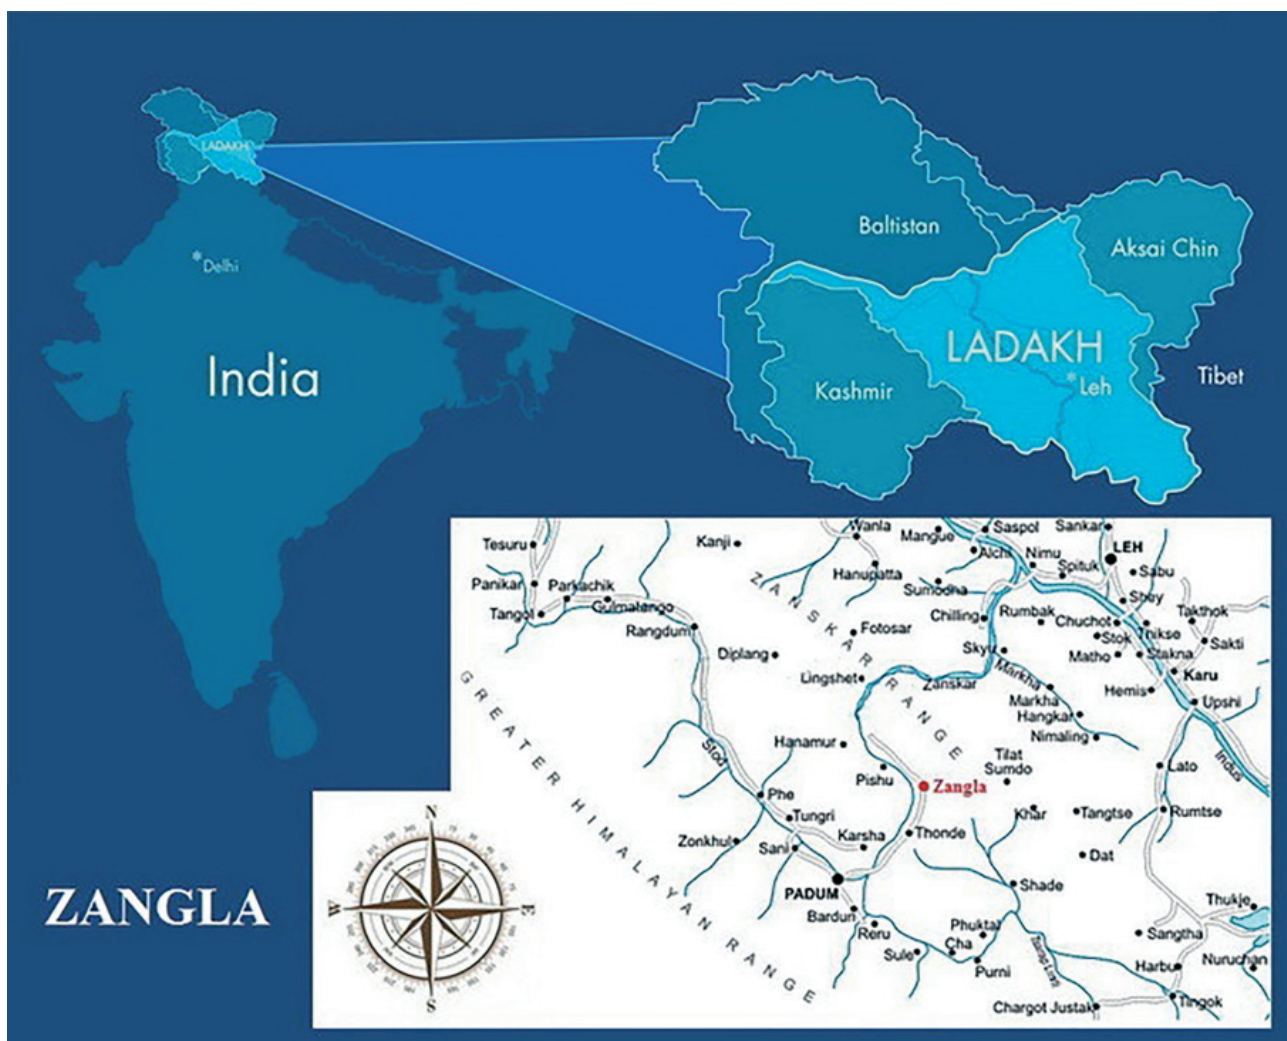 LADAKH
Delhi
India
Baltistan
Aksai Chin
LADAKH
Leh
Tibet
Kashmir
ZANGLA
N
W
E
S
Tesuru
Kanji
Wanla
Mangue
Saspol
Sankar
Alchi
Nimu
LEH
Panikar
Parkachik
Hanupatta
Sumodha
Spituk
Sabu
Tangol
Gulmatongo
Rangdum
ZANSKAR RANGE
Chilling
Rumbak
Shey
Chuchot
Takthok
Fotosar
Stok
Thikse
Sakti
Diplang
Skyu
Matho
Stakna
Lingshet
Zanskar
Markha
Markha
Hemis
Karu
Upshi
Hangkar
GREATER HIMALAYAN RANGE
Hanamur
Nimaling
Stod
Tilat
Sumdo
Indus
Pishu
Zangla
Lato
Phe
Khar
Tangtse
Rumtse
Tungri
Zonkhul
Sani
Karsha
Thonde
Dat
PADUM
Shade
Thukje
Bardun
Reru
Phuktal
Sangtha
Sule
Cha
Purni
Harbu
Nuruchan
Chargot Justak
Tingok